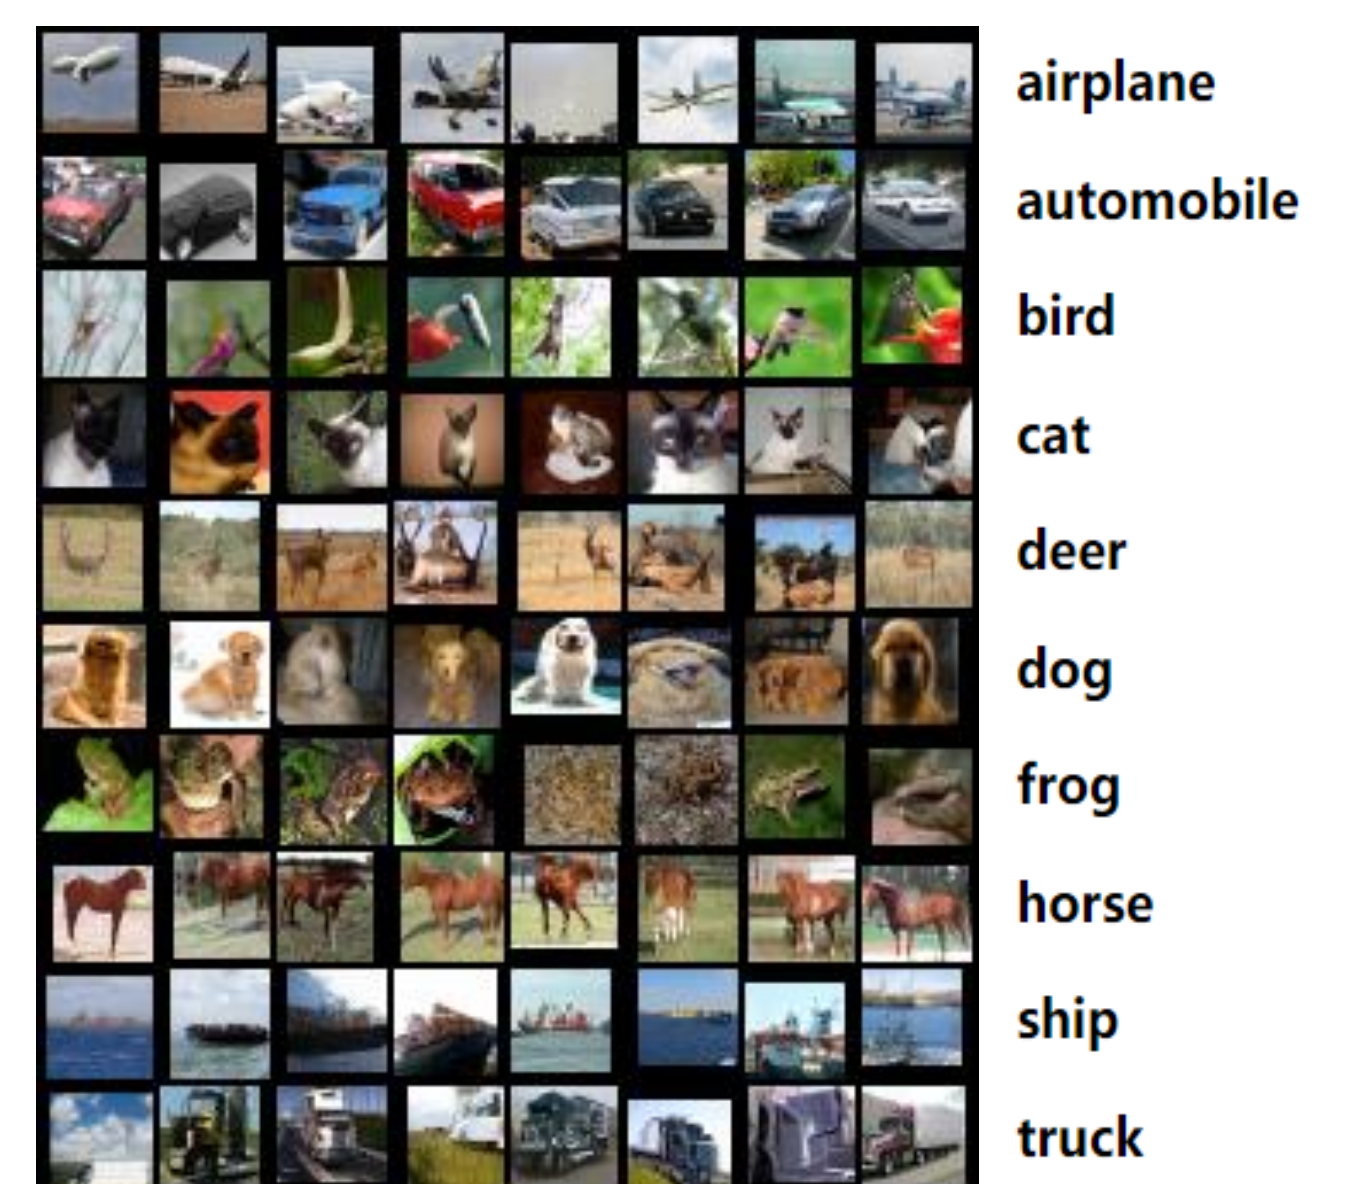 airplane
automobile
bird
cat
deer
dog
frog
horse
ship
truck